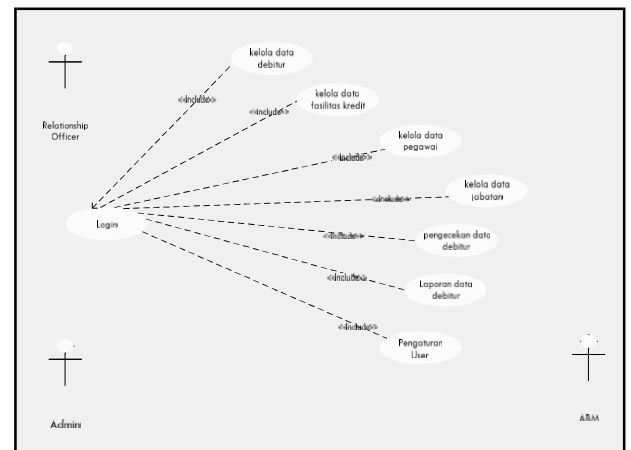 kelola data
debitur
<<include>>
kelola data
fasilitas kredit
<<include>>
Relationship
Officer
kelola data
pegawai
<<include>>
kelola data
jabatan
<<include>>
Login
pengecekan data
debitur
<<include>>
Laporan data
debitur
<<include>>
Pengaturan
User
<<include>>
Admin